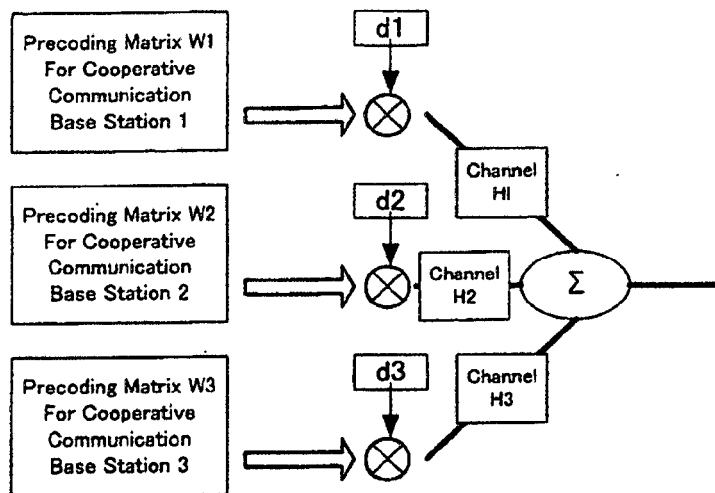 Precoding Matrix W1
For Cooperative
Communication
Base Station 1
d1
Channel
H1
Precoding Matrix W2
For Cooperative
Communication
Base Station 2
d2
Channel
H2
Σ
Precoding Matrix W3
For Cooperative
Communication
Base Station 3
d3
Channel
H3